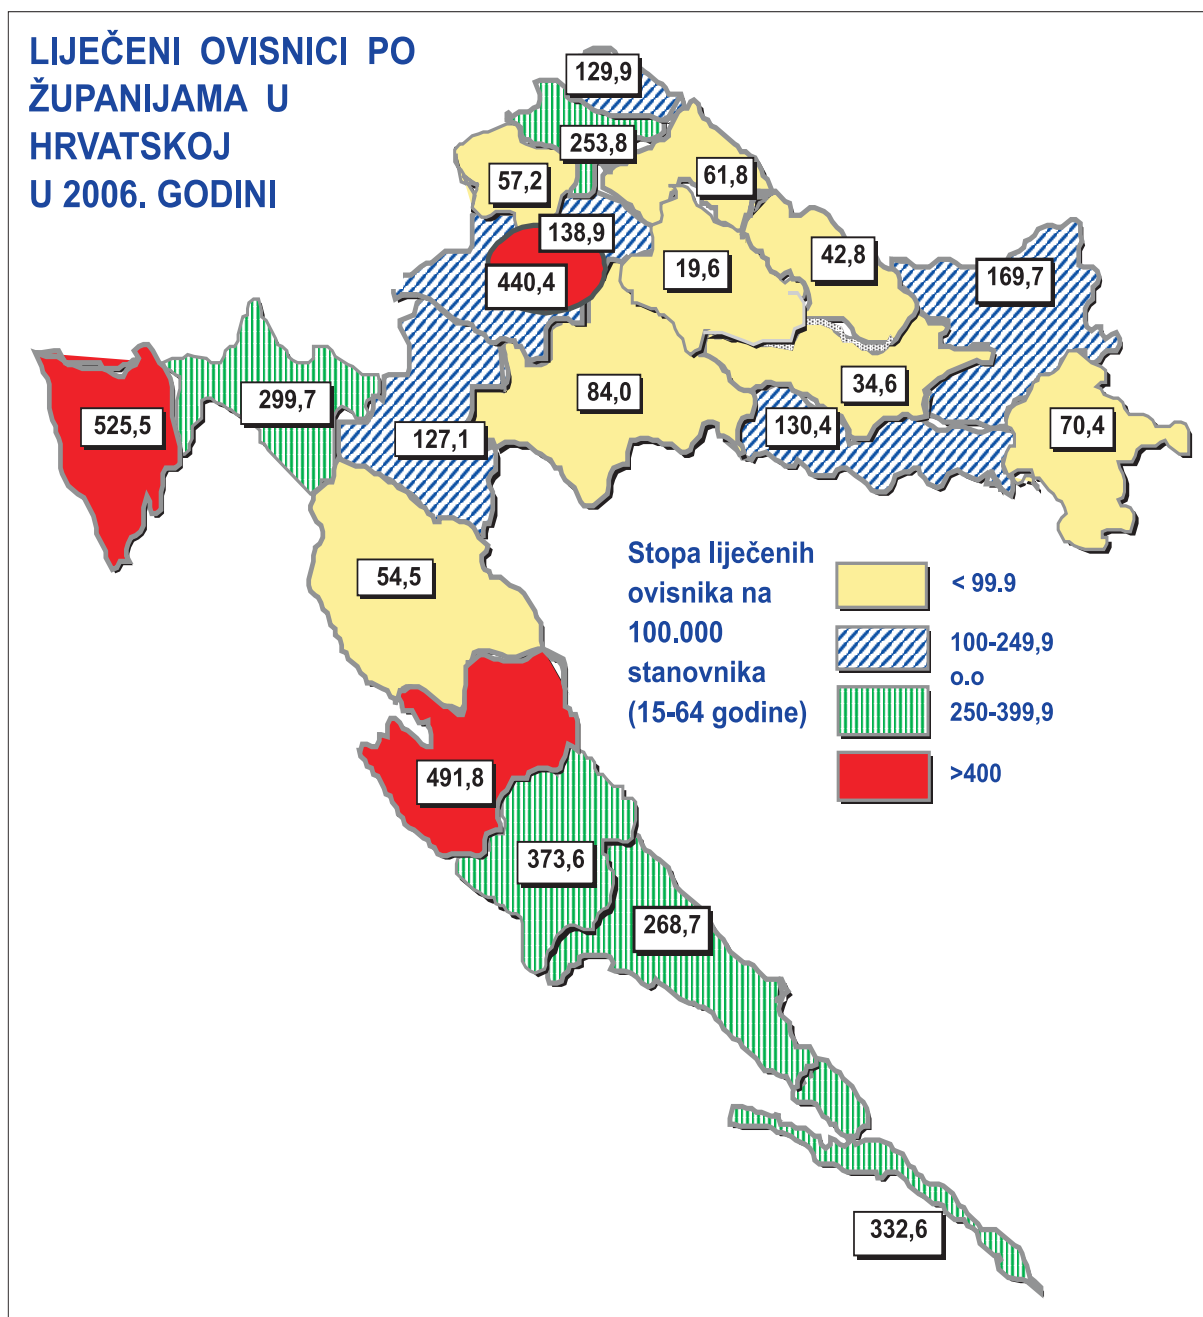 LIJEČENI OVISNICI PO
ŽUPANIJAMA U
HRVATSKOJ
U 2006. GODINI
129,9
253,8
57,2
61,8
138,9
42,8
19,6
440,4
169,7
299,7
525,5
84,0
34,6
127,1
130,4
70,4
54,5
491,8
373,6
268,7
332,6
Stopa liječenih
ovisnika na
100.000
stanovnika
(15-64 godine)
< 99.9
100-249,9
o.o
250-399,9
>400